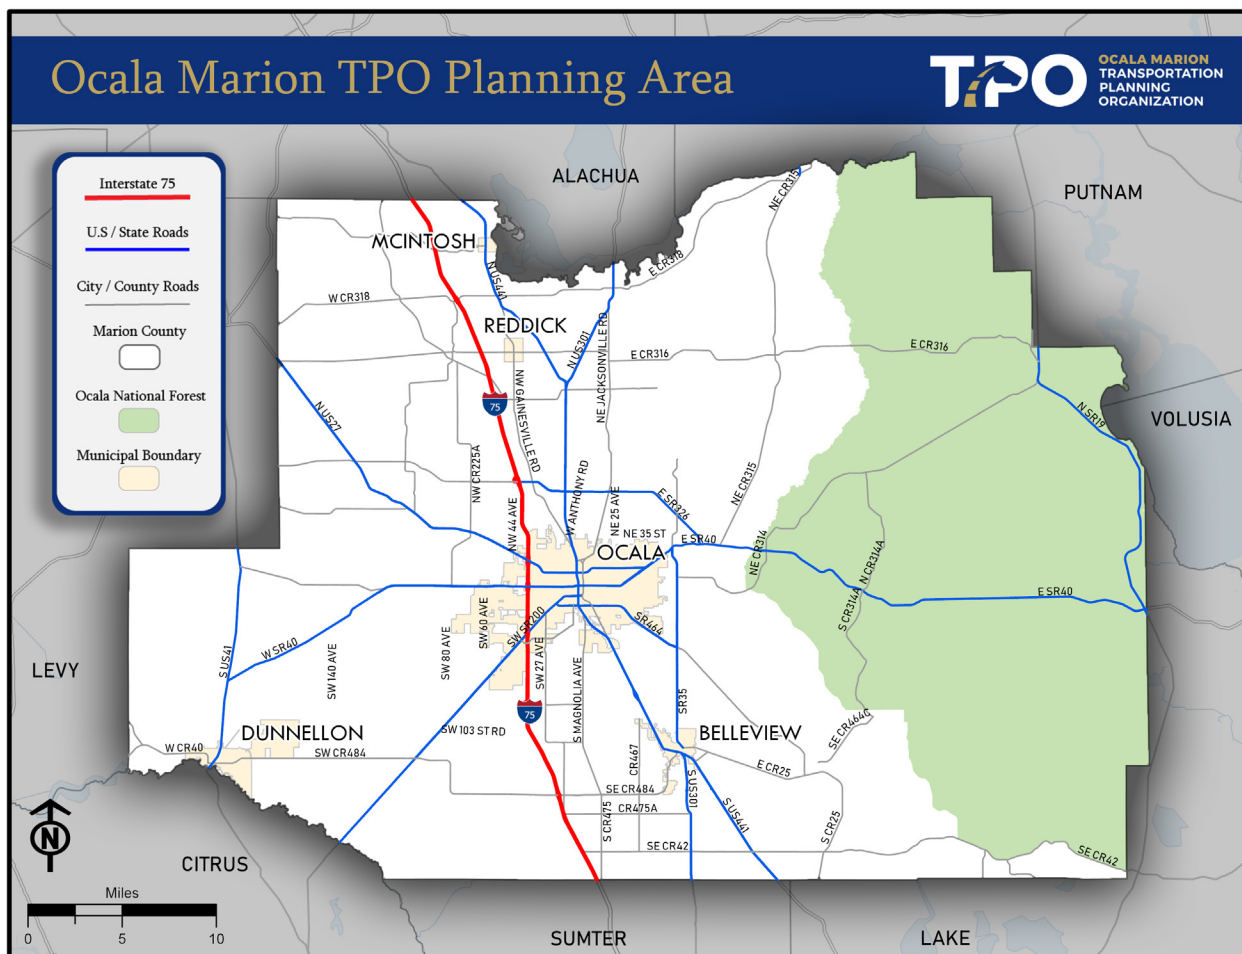 Ocala Marion TPO Planning Area
TPO
OCALA MARION
TRANSPORTATION
PLANNING
ORGANIZATION
Interstate 75
U.S / State Roads
City / County Roads
Marion County
Ocala National Forest
Municipal Boundary
ALACHUA
PUTNAM
VOLUSIA
LEVY
CITRUS
SUMTER
LAKE
MCINTOSH
REDDICK
OCALA
DUNNELLON
BELLEVIEW
NE CR315
E CR318
W CR318
N US441
N US301
NE JACKSONVILLE RD
E CR316
E CR316
N SR19
75
NW GAINESVILLE RD
N US27
NW CR225A
NW 44 AVE
W ANTHONY RD
NE 25 AVE
NE 35 ST
E SR326
NE CR315
E SR40
NE CR314
N CR314A
S CR314A
E SR40
SW 60 AVE
SW SR200
SR464
SW 80 AVE
SW 27 AVE
S MAGNOLIA AVE
SR35
W SR40
S US41
SW 140 AVE
75
SW 103 ST RD
SE CR464C
W CR40
SW CR484
CR467
E CR25
SE CR484
S US301
CR475A
S CR475
S US441
S CR25
SE CR42
SE CR42
N
Miles
0 5 10